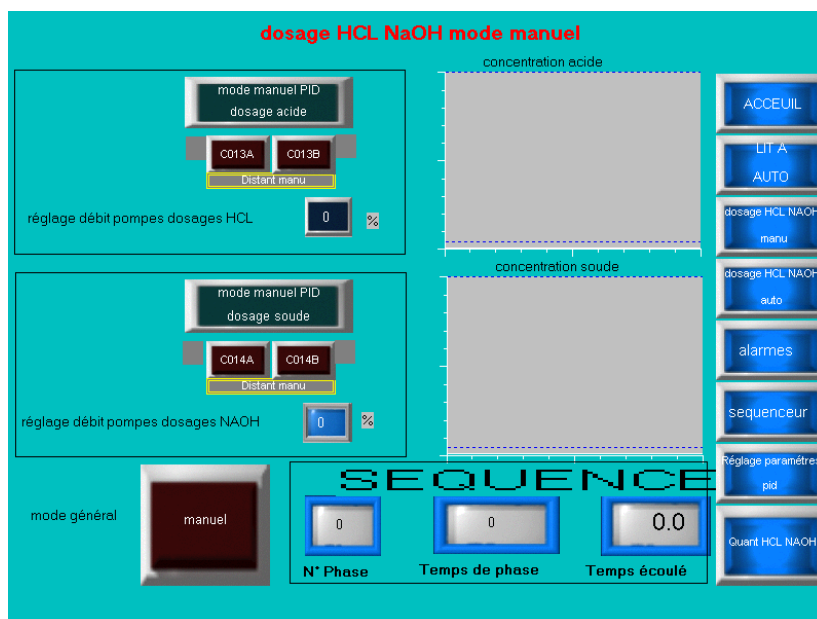 dosage HCL NaOH mode manuel
concentration acide
mode manuel PID
dosage acide
C013A
C013B
Distant manu
réglage débit pompes dosages HCL
0
%
concentration soude
mode manuel PID
dosage soude
C014A
C014B
Distant manu
réglage débit pompes dosages NAOH
0
%
mode général
manuel
SEQUENCE
0
0
0.0
N° Phase
Temps de phase
Temps écoulé
ACCEUIL
LIT A
AUTO
dosage HCL NAOH
manu
dosage HCL NAOH
auto
alarmes
sequenceur
Réglage paramétres
pid
Quant HCL NAOH